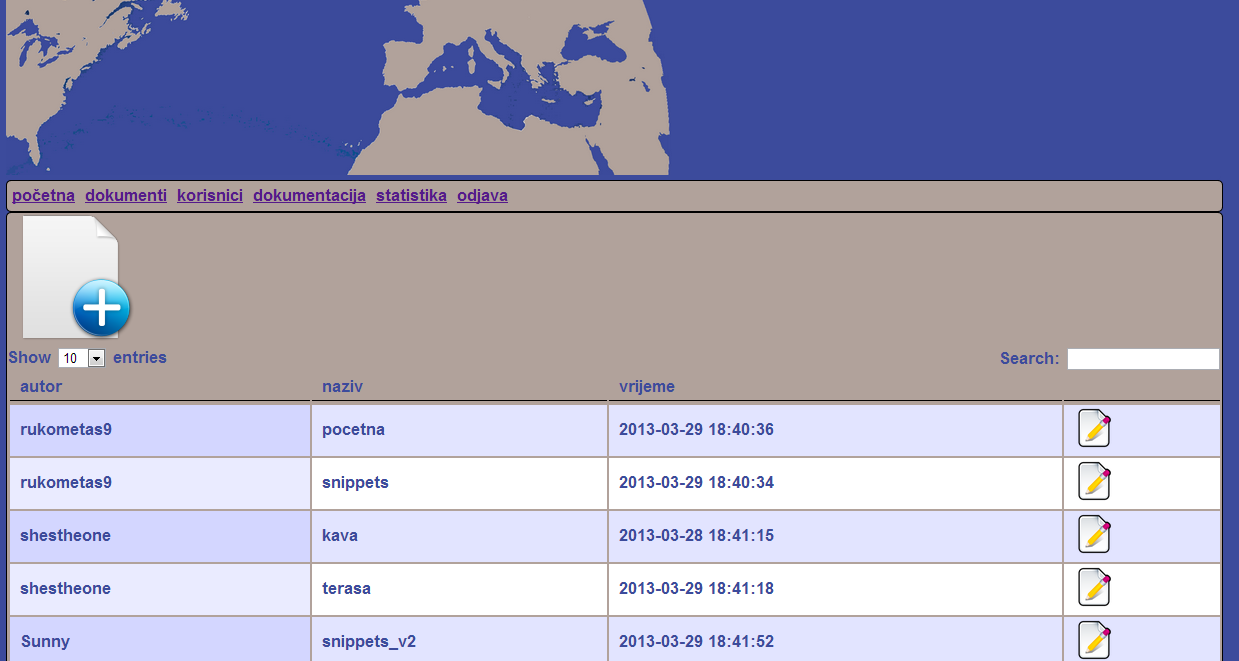 početna dokumenti korisnici dokumentacija statistika odjava
Show 10 entries Search:
autor naziv vrijeme
rukometas9 pocetna 2013-03-29 18:40:36
rukometas9 snippets 2013-03-29 18:40:34
shestheone kava 2013-03-28 18:41:15
shestheone terasa 2013-03-29 18:41:18
Sunny snippets_v2 2013-03-29 18:41:52